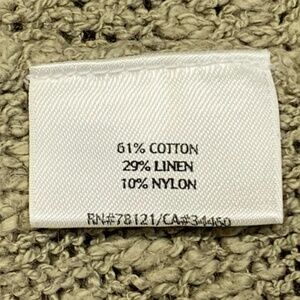 61% COTTON
29% LINEN
10% NYLON
RN#78121/CA#34460